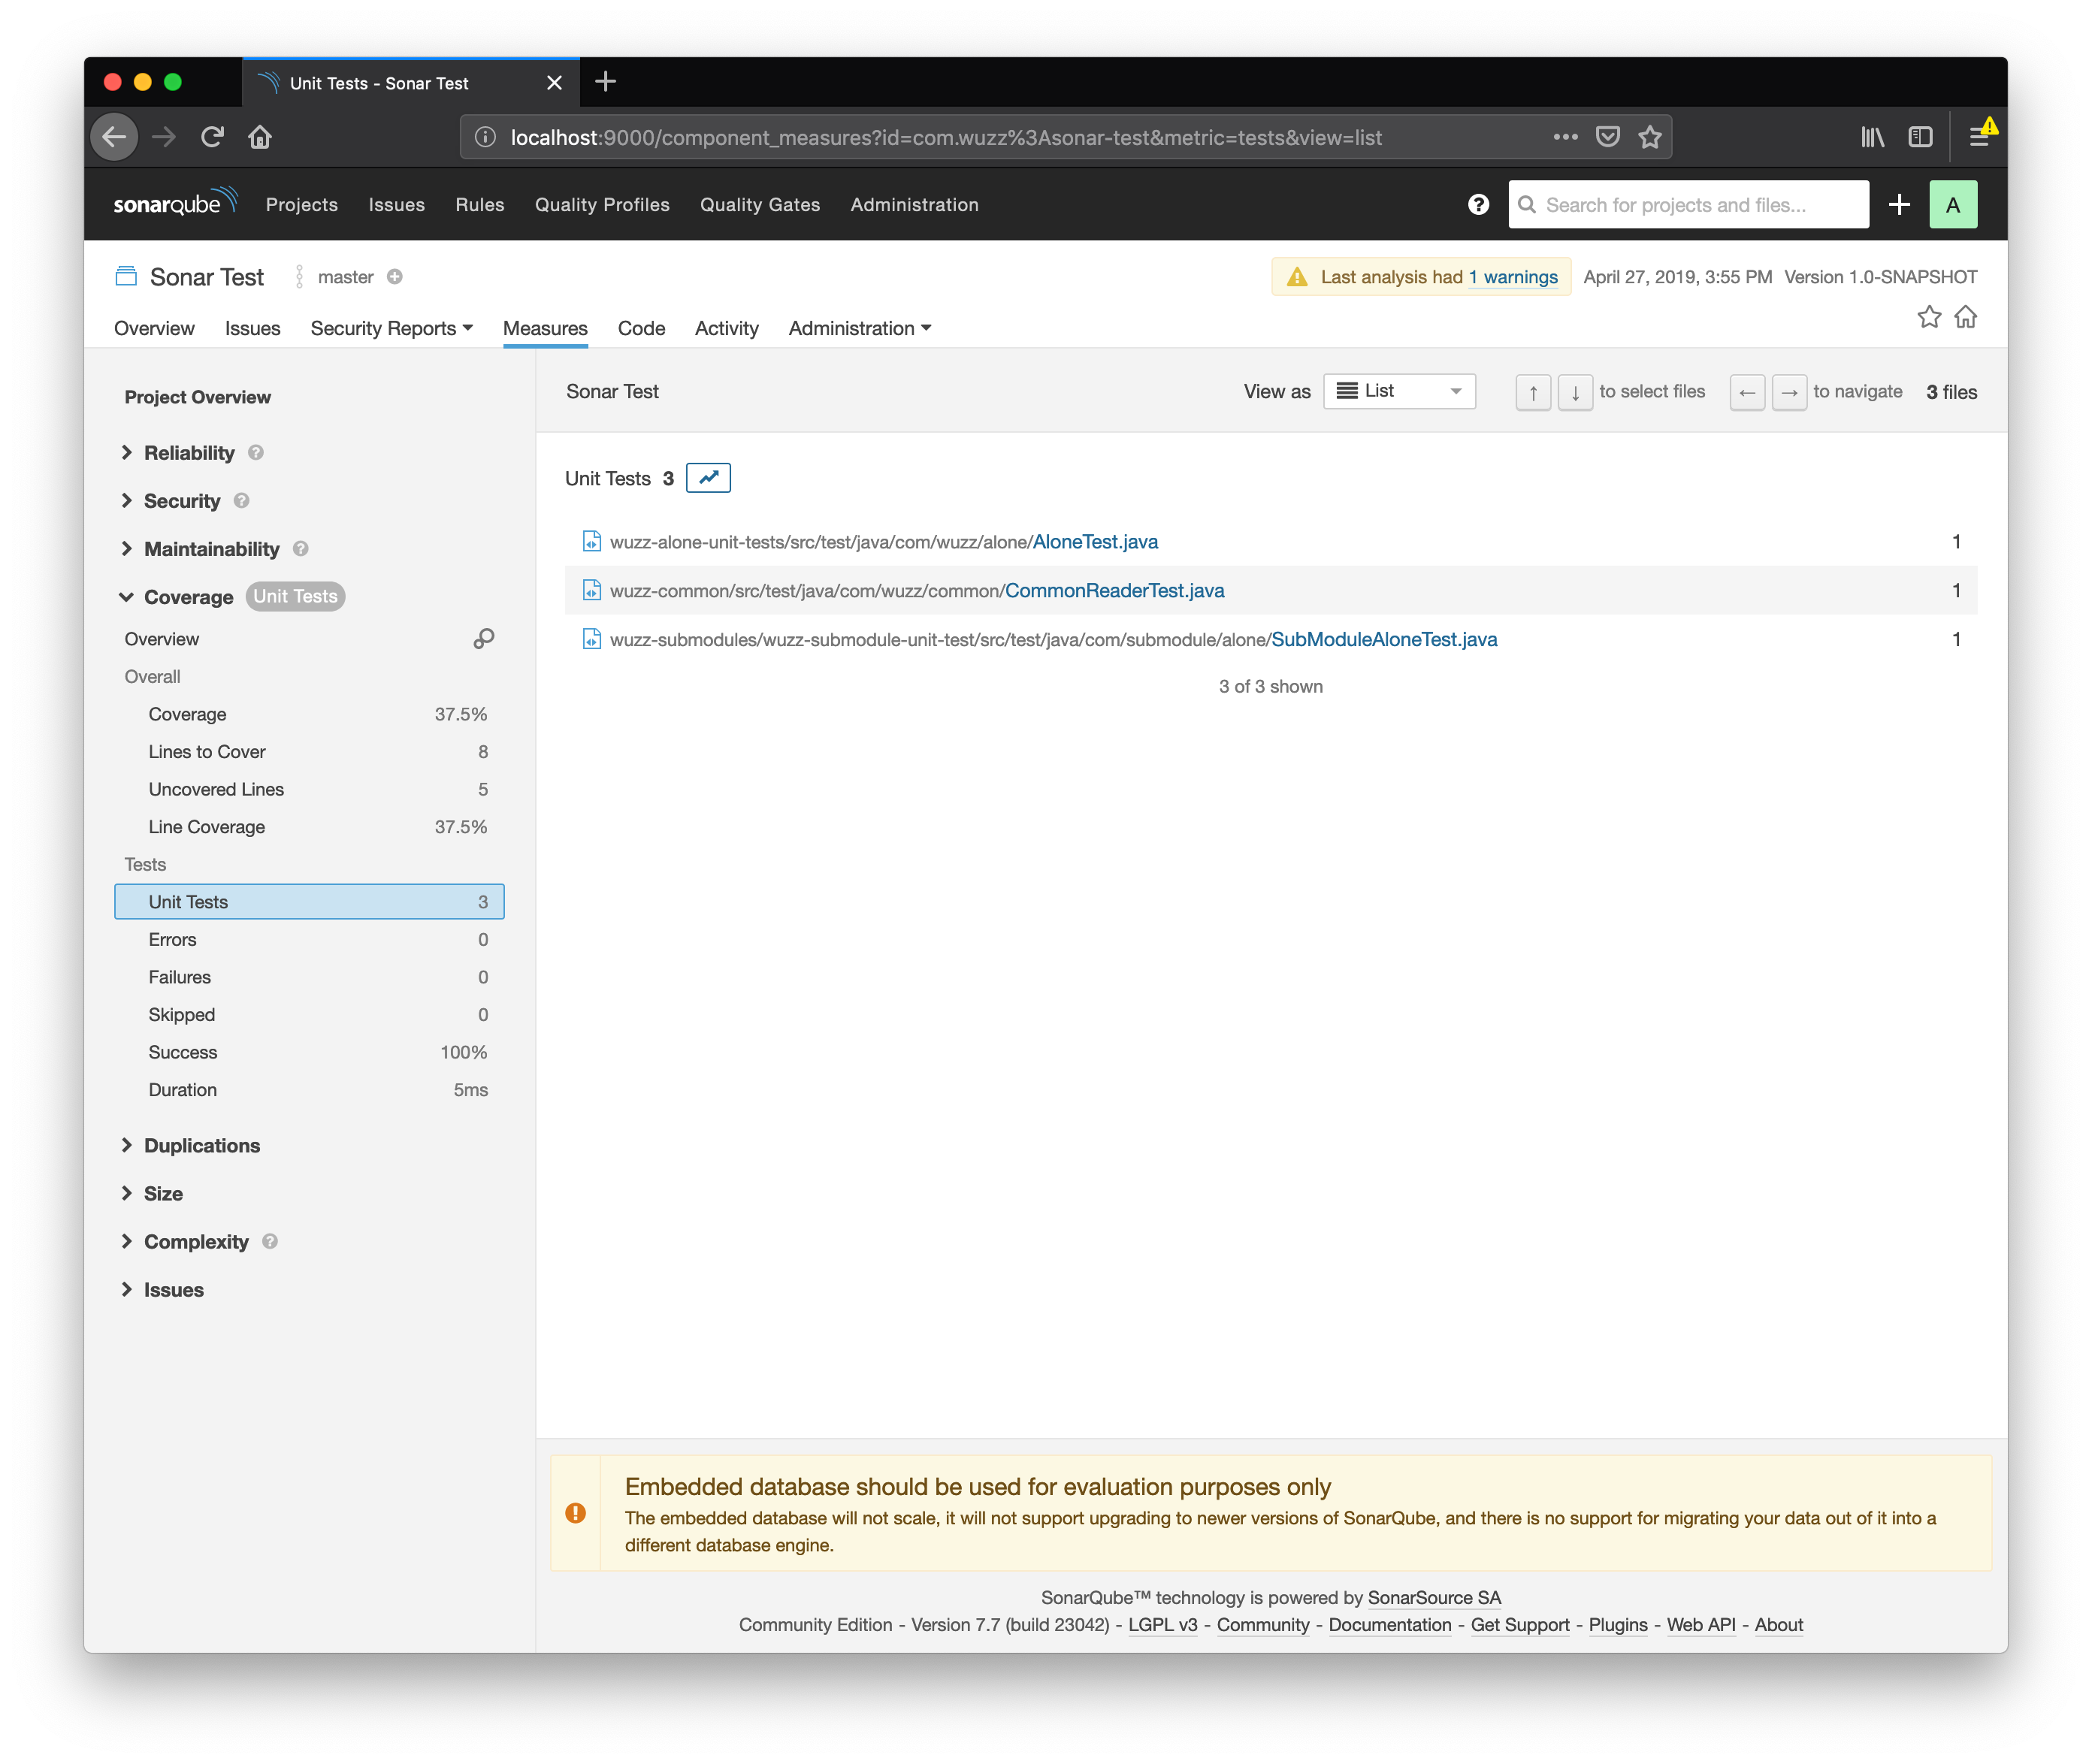 Unit Tests - Sonar Test
localhost:9000/component_measures?id=com.wuzz%3Asonar-test&metric=tests&view=list
sonarqube Projects Issues Rules Quality Profiles Quality Gates Administration Search for projects and files... A
Sonar Test master Last analysis had 1 warnings April 27, 2019, 3:55 PM Version 1.0-SNAPSHOT
Overview Issues Security Reports Measures Code Activity Administration
Project Overview
Reliability
Security
Maintainability
Coverage Unit Tests
Overview
Overall
Coverage 37.5%
Lines to Cover 8
Uncovered Lines 5
Line Coverage 37.5%
Tests
Unit Tests 3
Errors 0
Failures 0
Skipped 0
Success 100%
Duration 5ms
Duplications
Size
Complexity
Issues
Sonar Test View as List ↑ ↓ to select files ← → to navigate 3 files
Unit Tests 3
wuzz-alone-unit-tests/src/test/java/com/wuzz/alone/AloneTest.java 1
wuzz-common/src/test/java/com/wuzz/common/CommonReaderTest.java 1
wuzz-submodules/wuzz-submodule-unit-test/src/test/java/com/submodule/alone/SubModuleAloneTest.java 1
3 of 3 shown
Embedded database should be used for evaluation purposes only
The embedded database will not scale, it will not support upgrading to newer versions of SonarQube, and there is no support for migrating your data out of it into a
different database engine.
SonarQube™ technology is powered by SonarSource SA
Community Edition - Version 7.7 (build 23042) - LGPL v3 - Community - Documentation - Get Support - Plugins - Web API - About